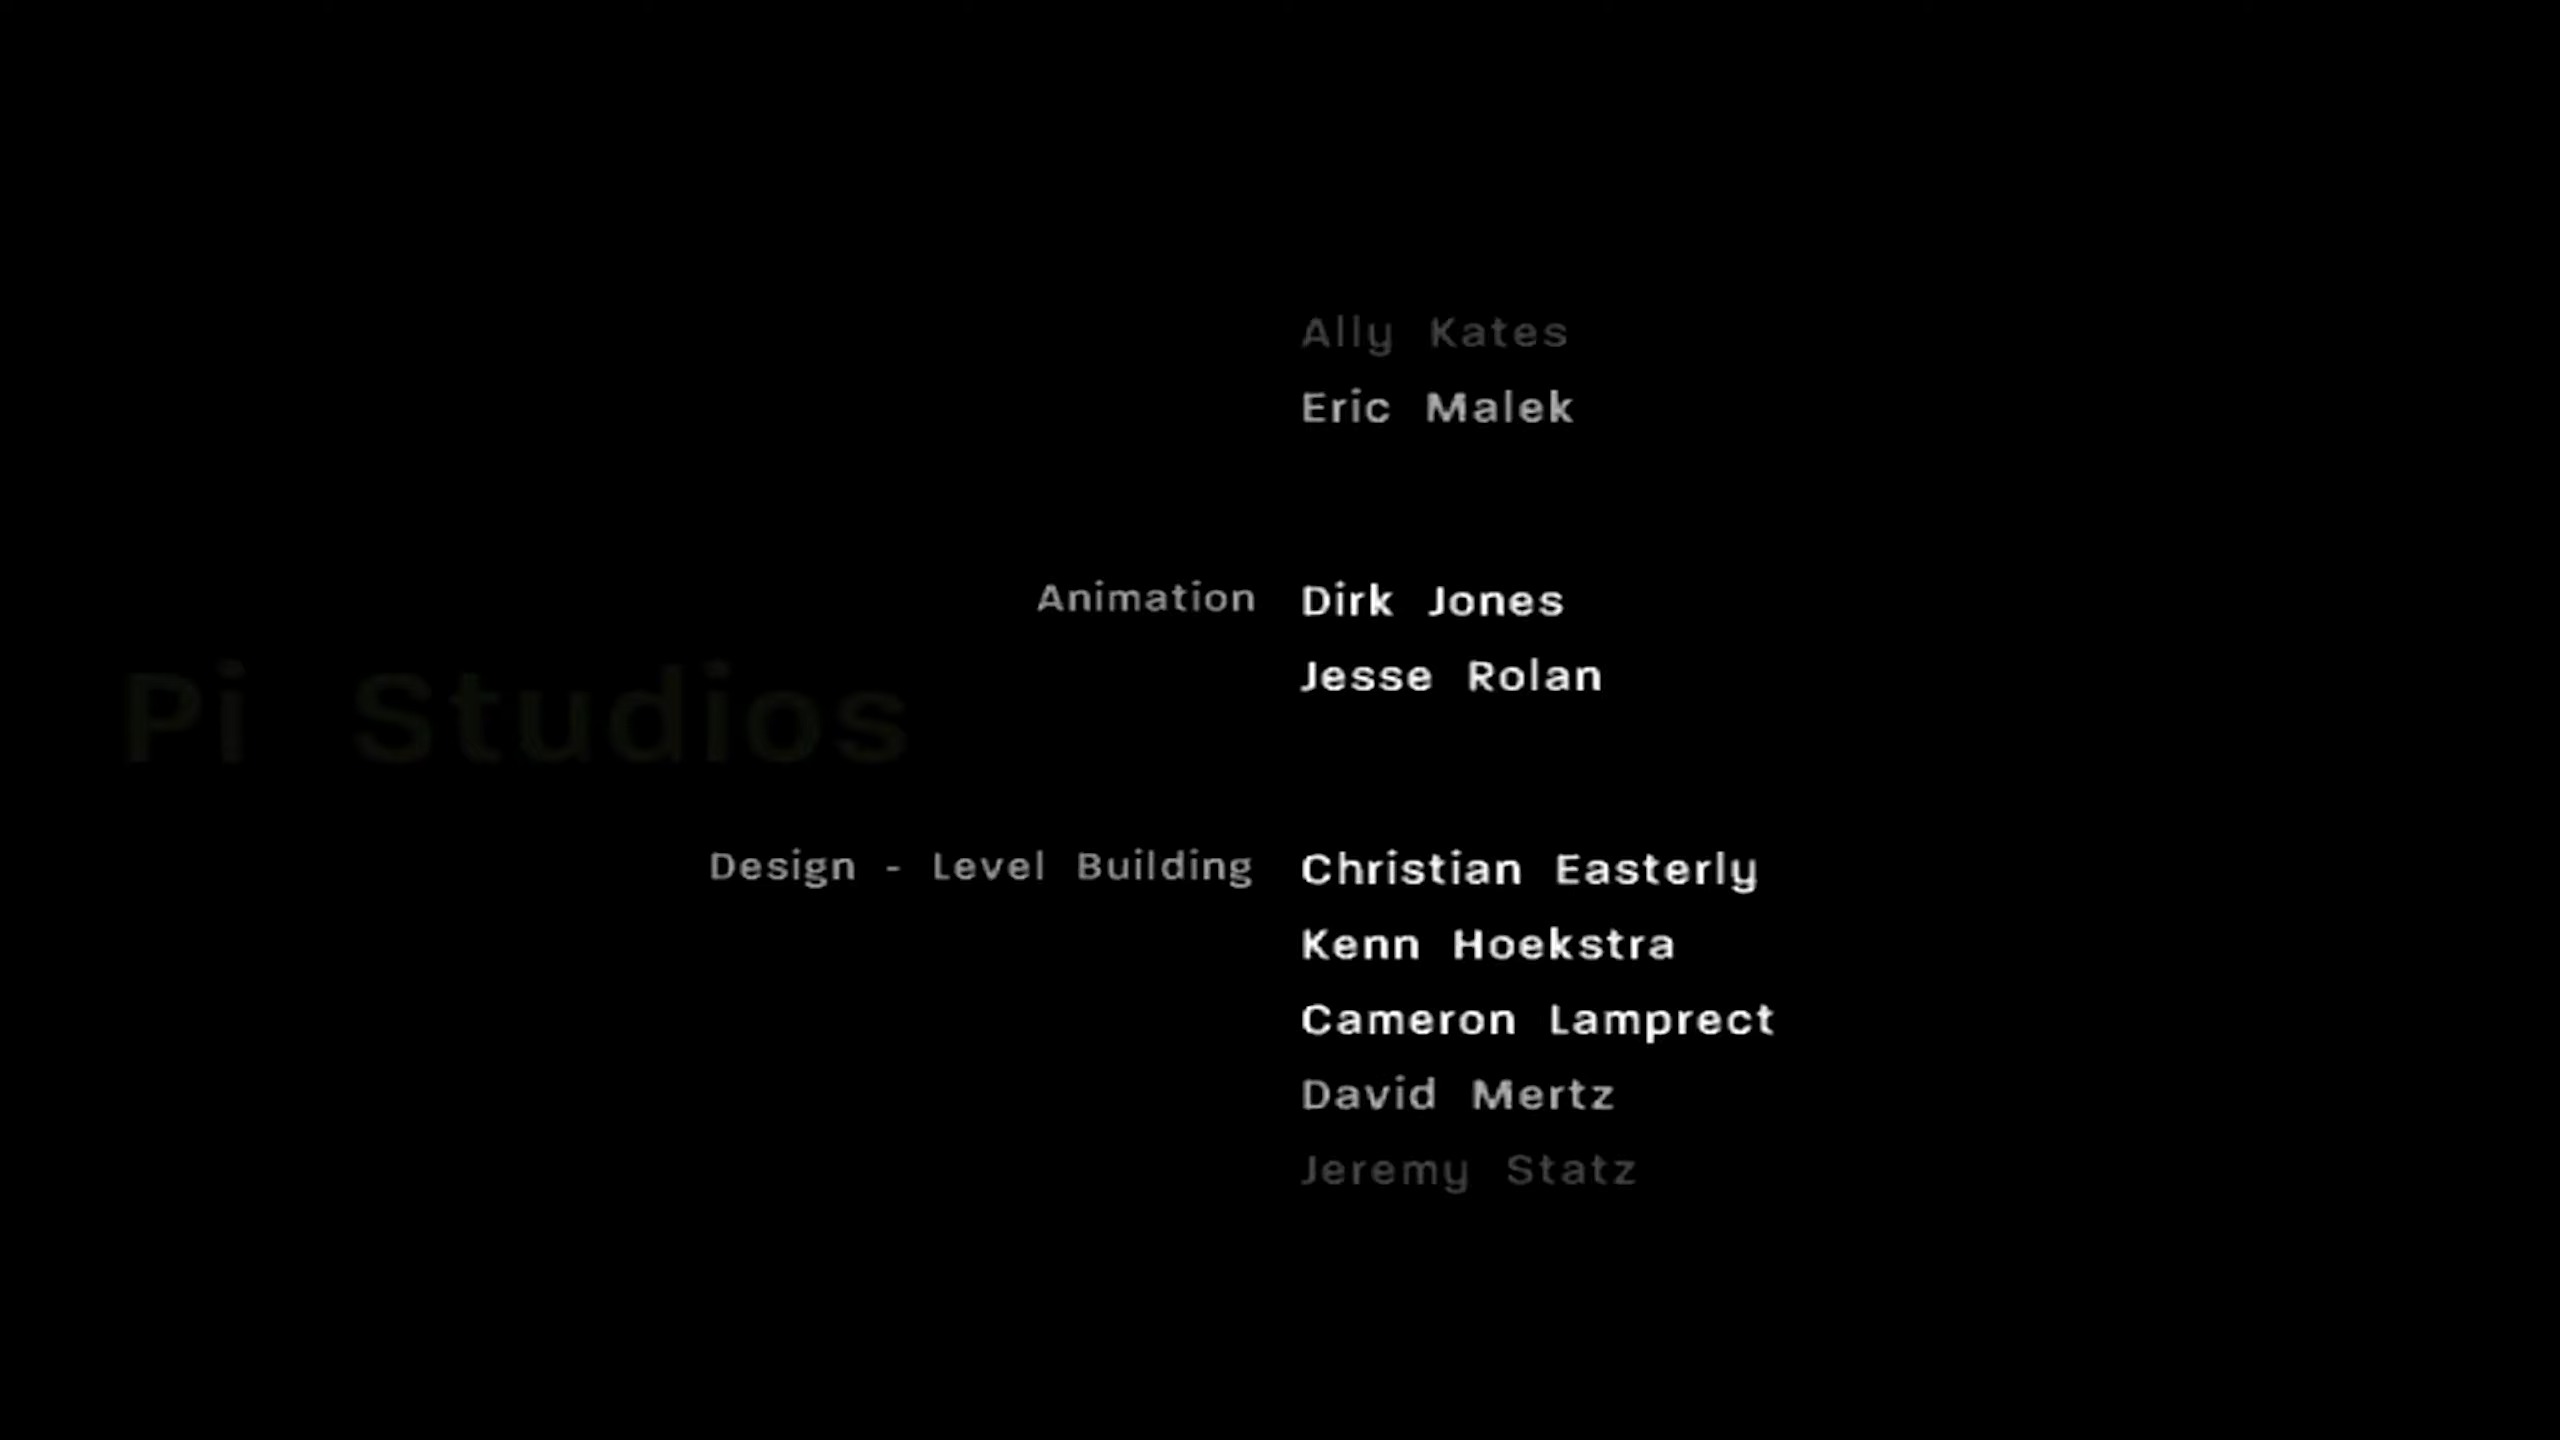 Ally Kates
Eric Malek
Animation Dirk Jones
Jesse Rolan
Pi Studios
Design - Level Building Christian Easterly
Kenn Hoekstra
Cameron Lamprect
David Mertz
Jeremy Statz